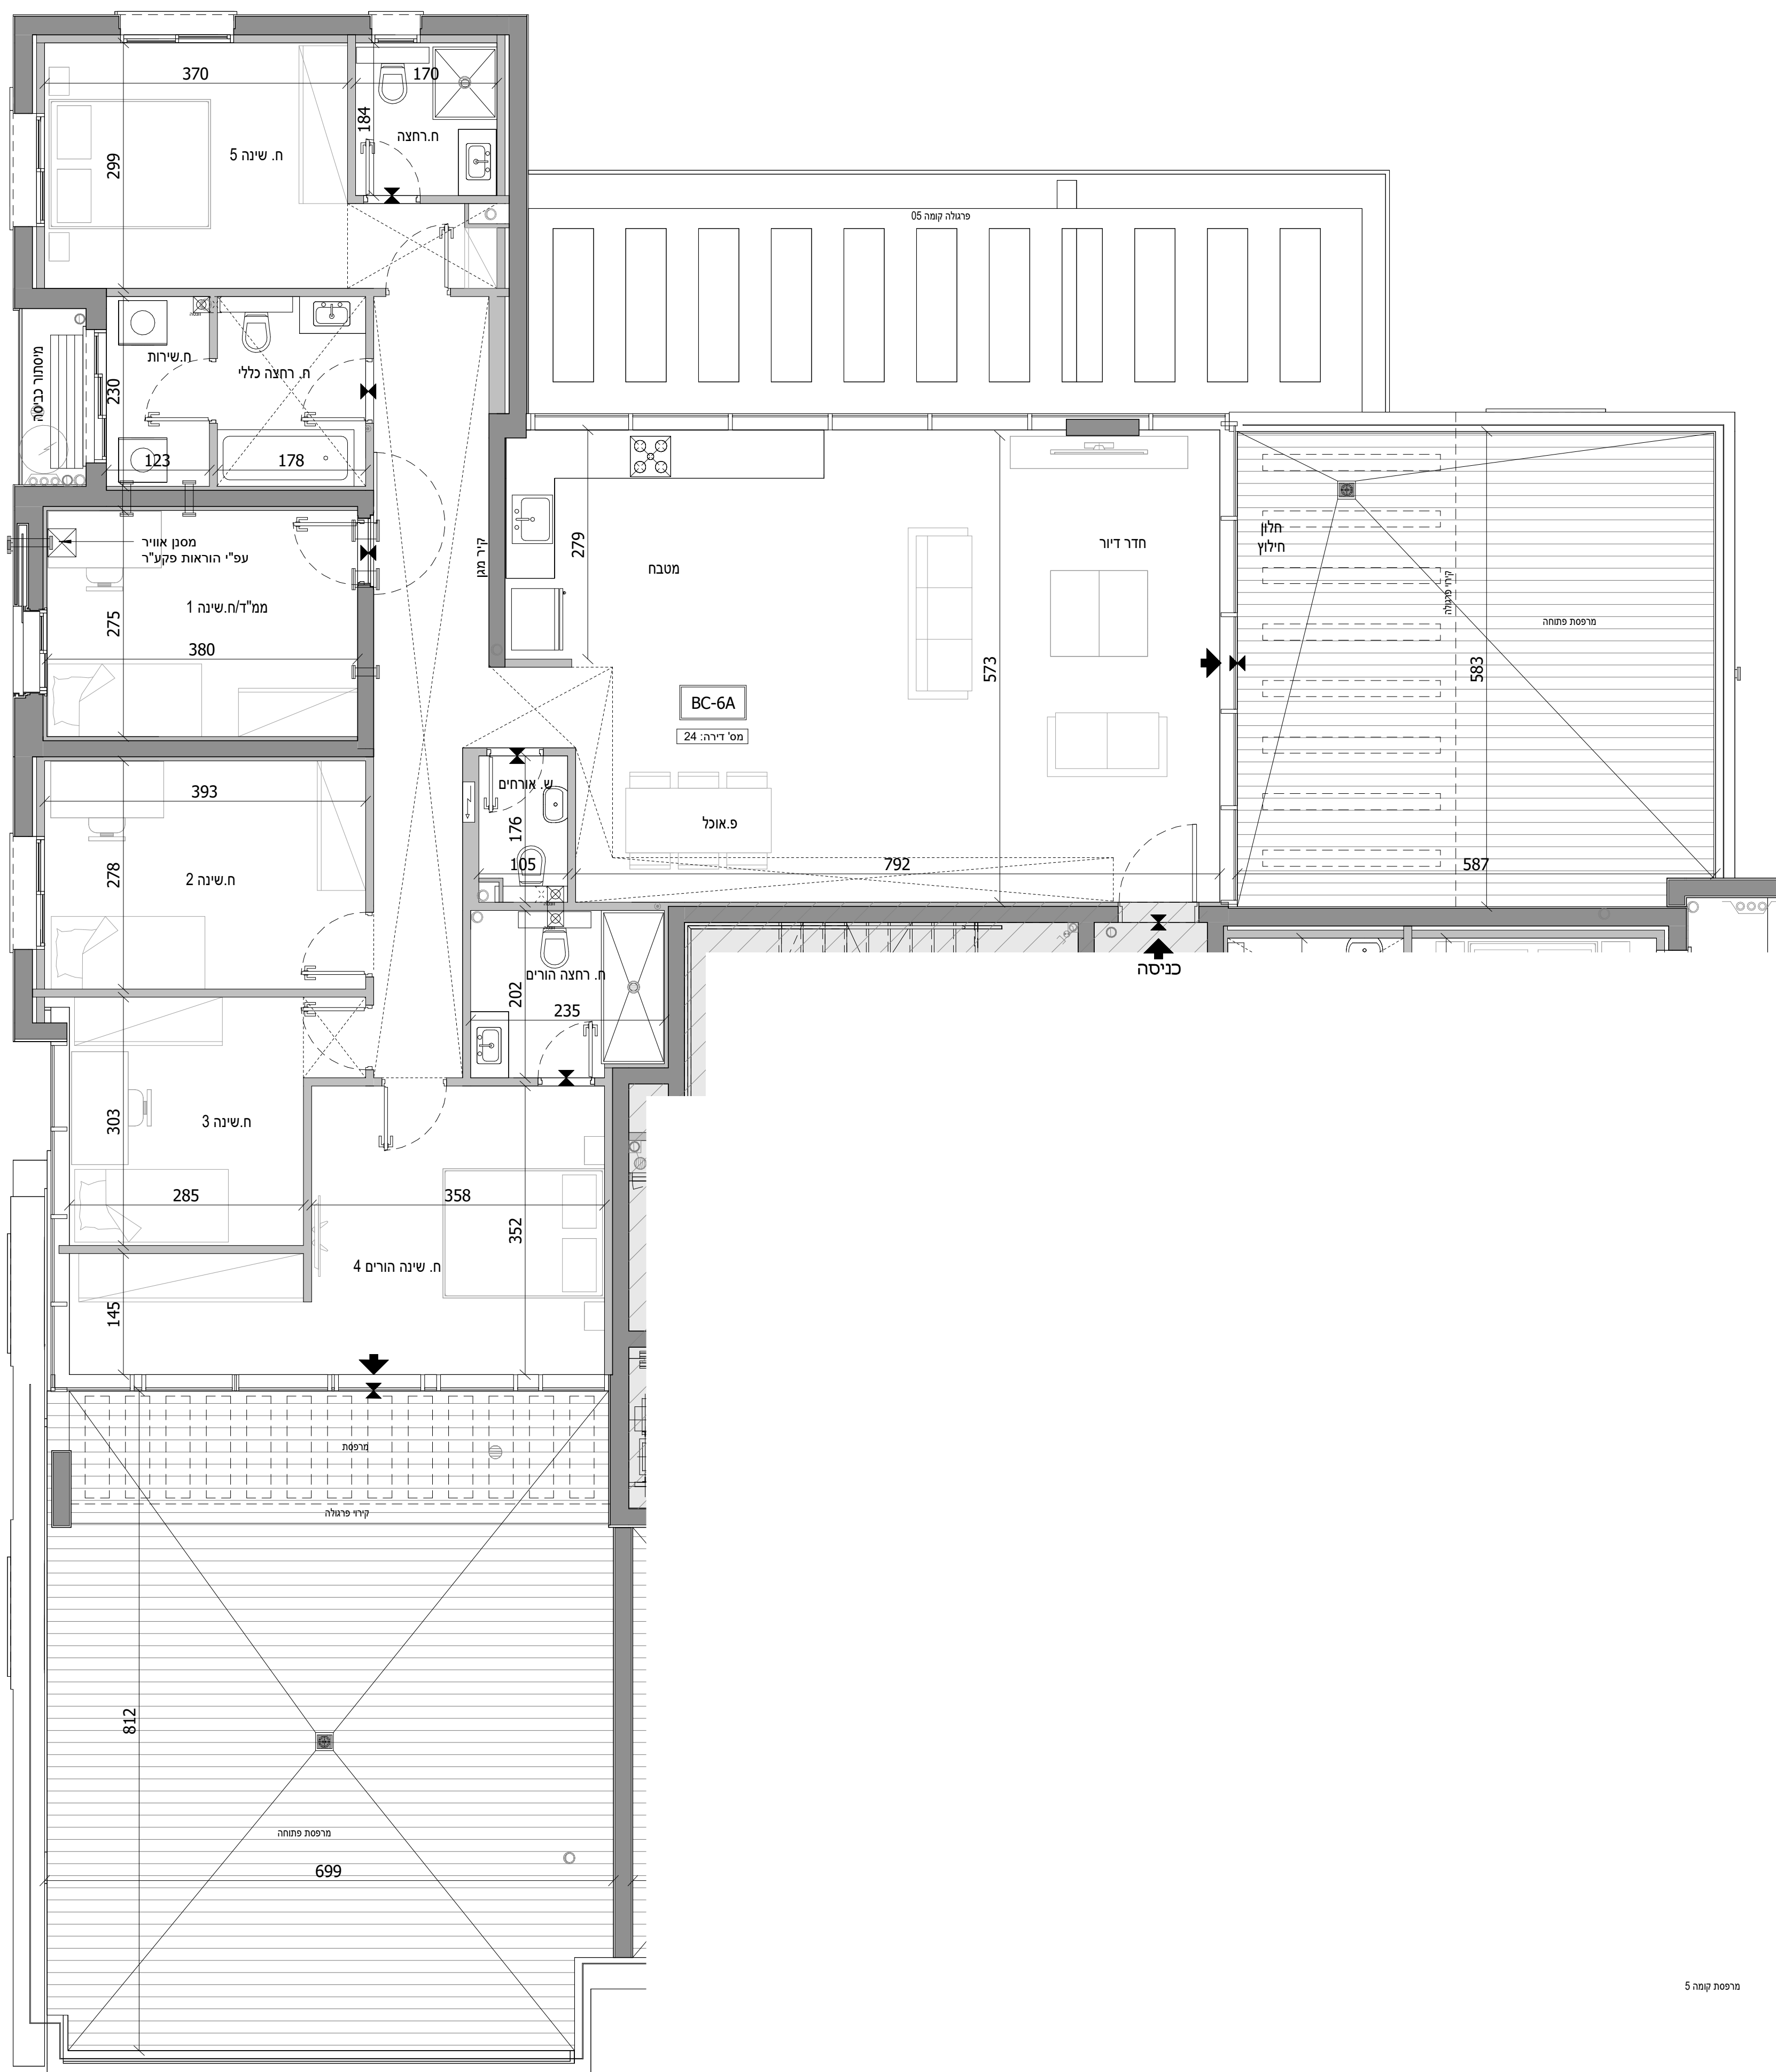 370
170
184
ח.רחצה
ח. שינה 5
299
פרגולה קומה 05
מיסתור כביסה
ח.שירות
ח. רחצה כללי
230
123
178
קיר מגן
279
מטבח
חדר דיור
חלון
חילוץ
קירוי פרגולה
מרפסת פתוחה
583
573
587
מסנן אוויר
עפ"י הוראות פקע"ר
ממ"ד/ח.שינה 1
275
380
BC-6A
מס' דירה: 24
ש. אורחים
176
105
פ.אוכל
792
393
278
ח.שינה 2
ח. רחצה הורים
202
235
כניסה
303
ח.שינה 3
285
358
352
ח. שינה הורים 4
145
מרפסת
קירוי פרגולה
812
מרפסת פתוחה
699
מרפסת קומה 5